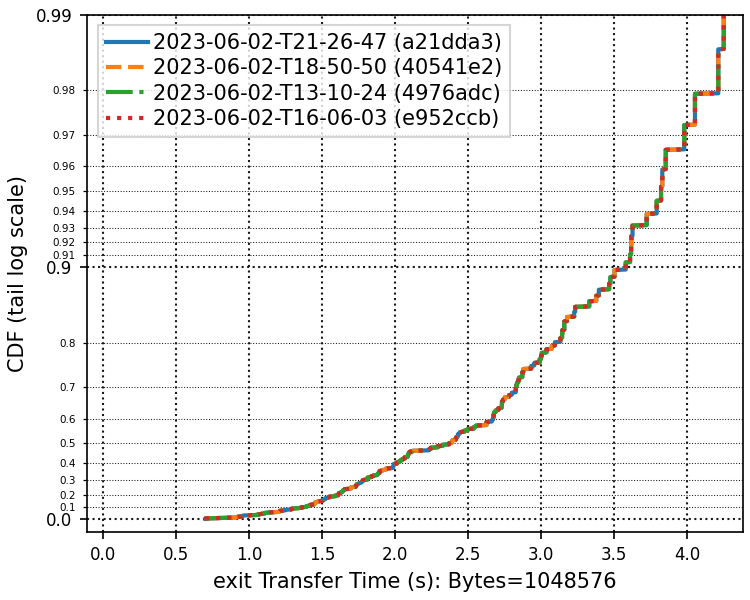 0.99
2023-06-02-T21-26-47 (a21dda3)
2023-06-02-T18-50-50 (40541e2)
2023-06-02-T13-10-24 (4976adc)
2023-06-02-T16-06-03 (e952ccb)
0.98
0.97
0.96
0.95
0.94
0.93
0.92
0.91
0.9
0.8
0.7
0.6
0.5
0.4
0.3
0.2
0.1
0.0
CDF (tail log scale)
0.0 0.5 1.0 1.5 2.0 2.5 3.0 3.5 4.0
exit Transfer Time (s): Bytes=1048576